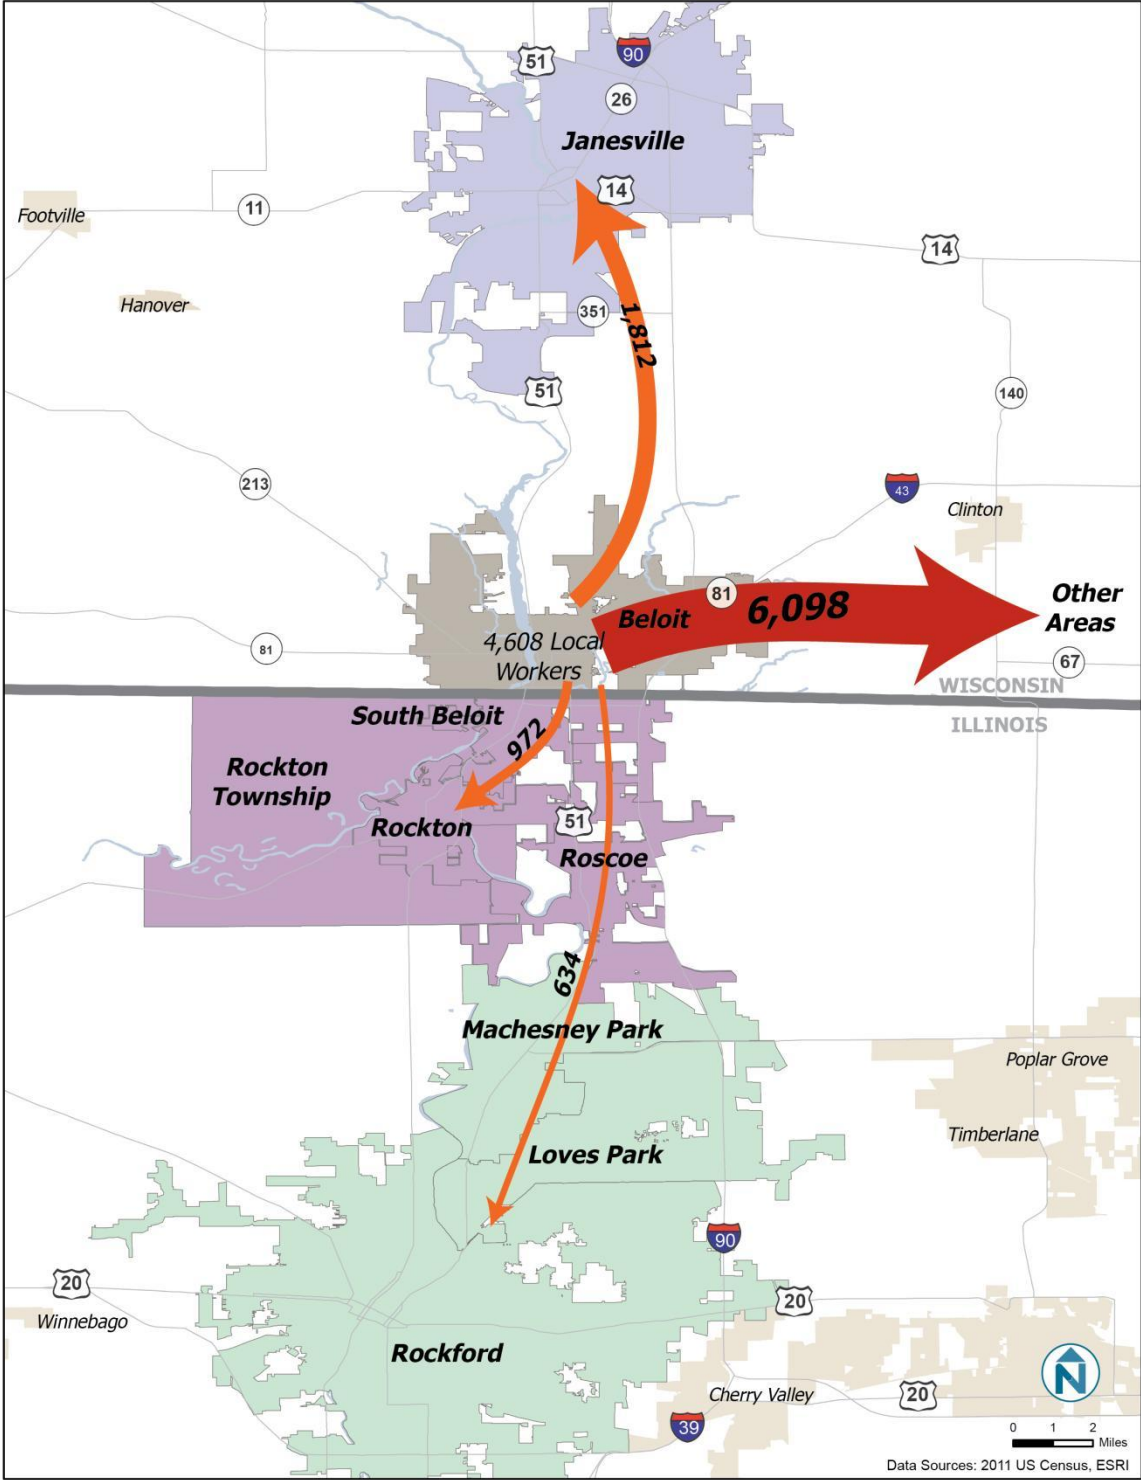 51
90
26
Janesville
14
Footville
11
14
Hanover
351
1,812
51
140
213
43
Clinton
81
6,098
Other
Areas
Beloit
4,608 Local
Workers
81
67
WISCONSIN
ILLINOIS
South Beloit
972
Rockton
Township
Rockton
51
Roscoe
634
Machesney Park
Poplar Grove
Timberlane
Loves Park
90
20
20
Winnebago
Rockford
Cherry Valley
20
N
39
0 1 2
Miles
Data Sources: 2011 US Census, ESRI